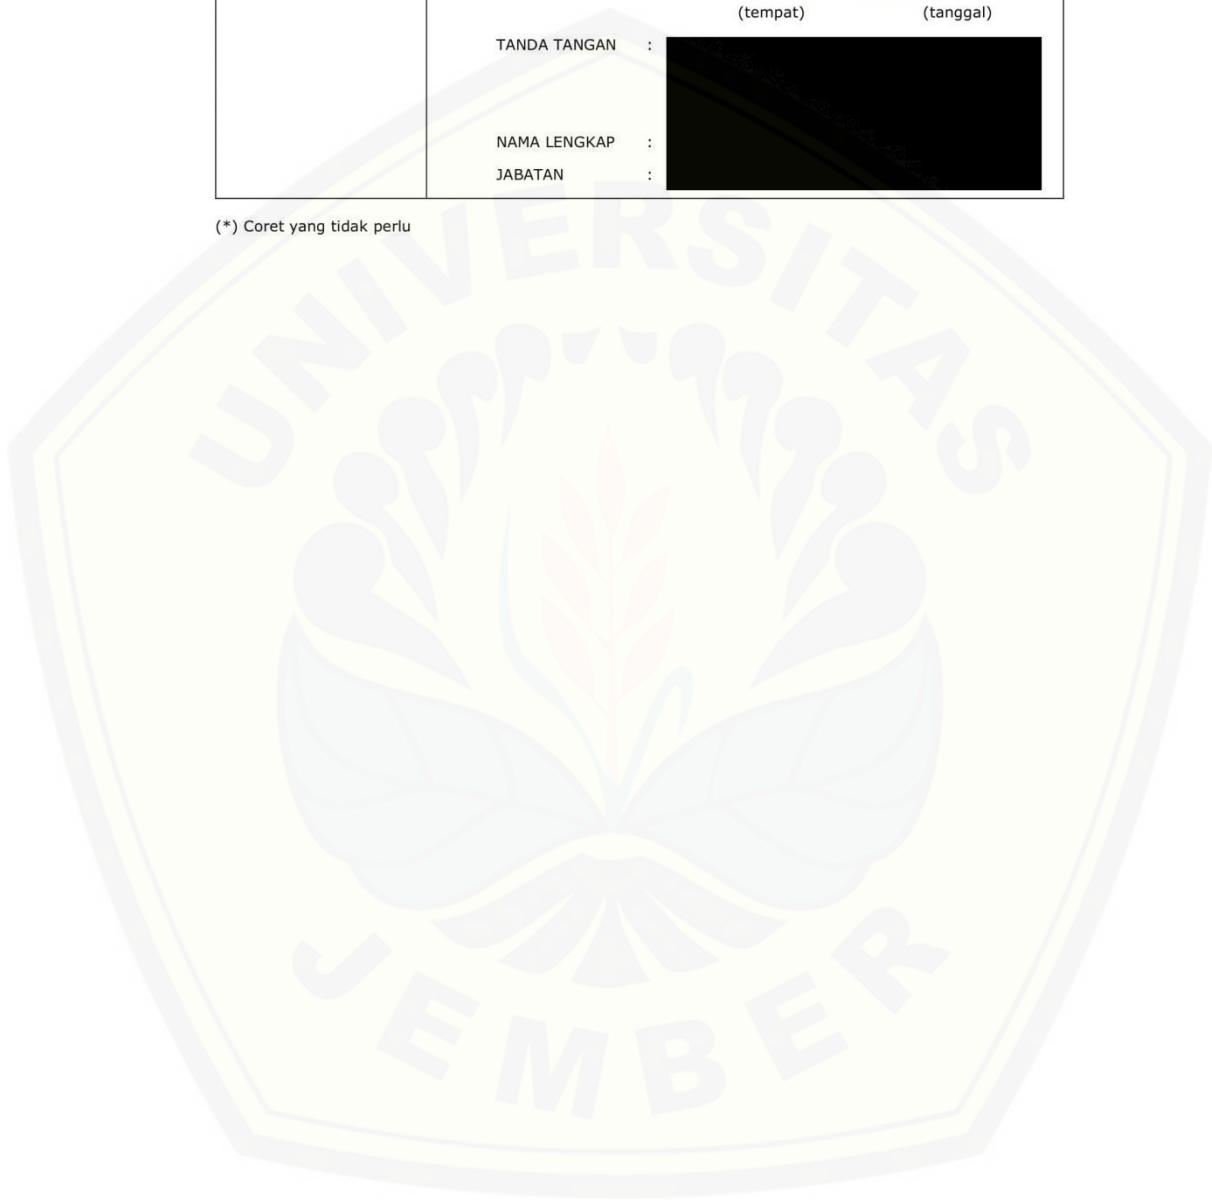 (tempat) (tanggal)
TANDA TANGAN :
NAMA LENGKAP :
JABATAN :
(*) Coret yang tidak perlu
UNIVERSITAS
JEMBER